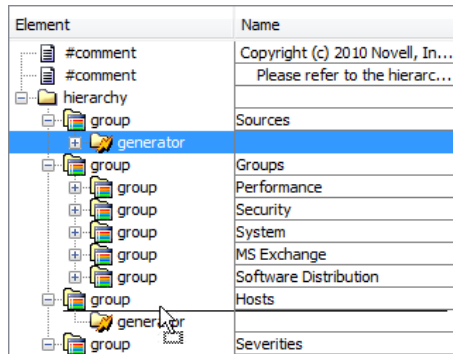 Element Name
#comment Copyright (c) 2010 Novell, In...
#comment Please refer to the hierarc...
hierarchy
group Sources
generator
group Groups
group Performance
group Security
group System
group MS Exchange
group Software Distribution
group Hosts
generator
group Severities